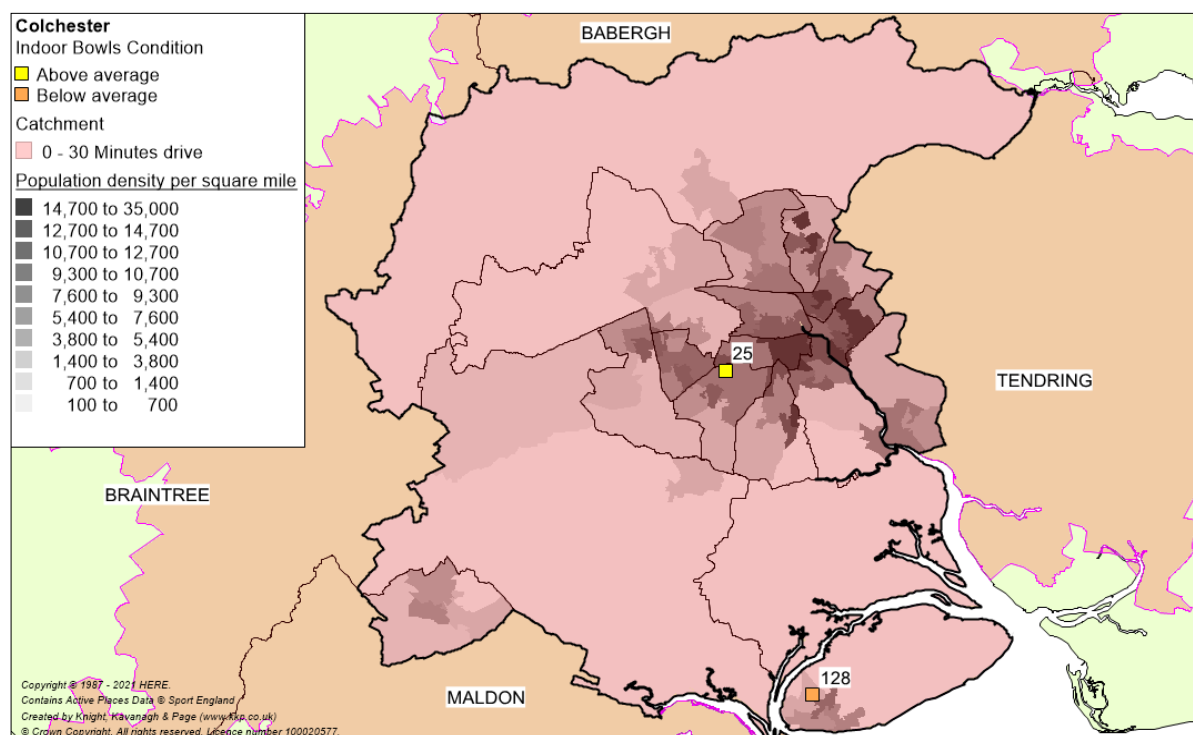 Colchester
Indoor Bowls Condition
Above average
Below average
Catchment
0 - 30 Minutes drive
Population density per square mile
14,700 to 35,000
12,700 to 14,700
10,700 to 12,700
9,300 to 10,700
7,600 to 9,300
5,400 to 7,600
3,800 to 5,400
1,400 to 3,800
700 to 1,400
100 to 700
BABERGH
25
TENDRING
BRAINTREE
128
MALDON
Copyright © 1987 - 2021 HERE.
Contains Active Places Data © Sport England
Created by Knight, Kavanagh & Page (www.kkp.co.uk)
© Crown Copyright. All rights reserved. Licence number 100020577.